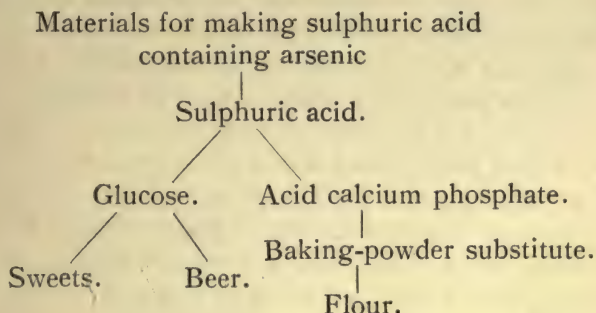 Materials for making sulphuric acid
containing arsenic
Sulphuric acid.
Glucose. Acid calcium phosphate.
Baking-powder substitute.
Sweets. Beer.
Flour.